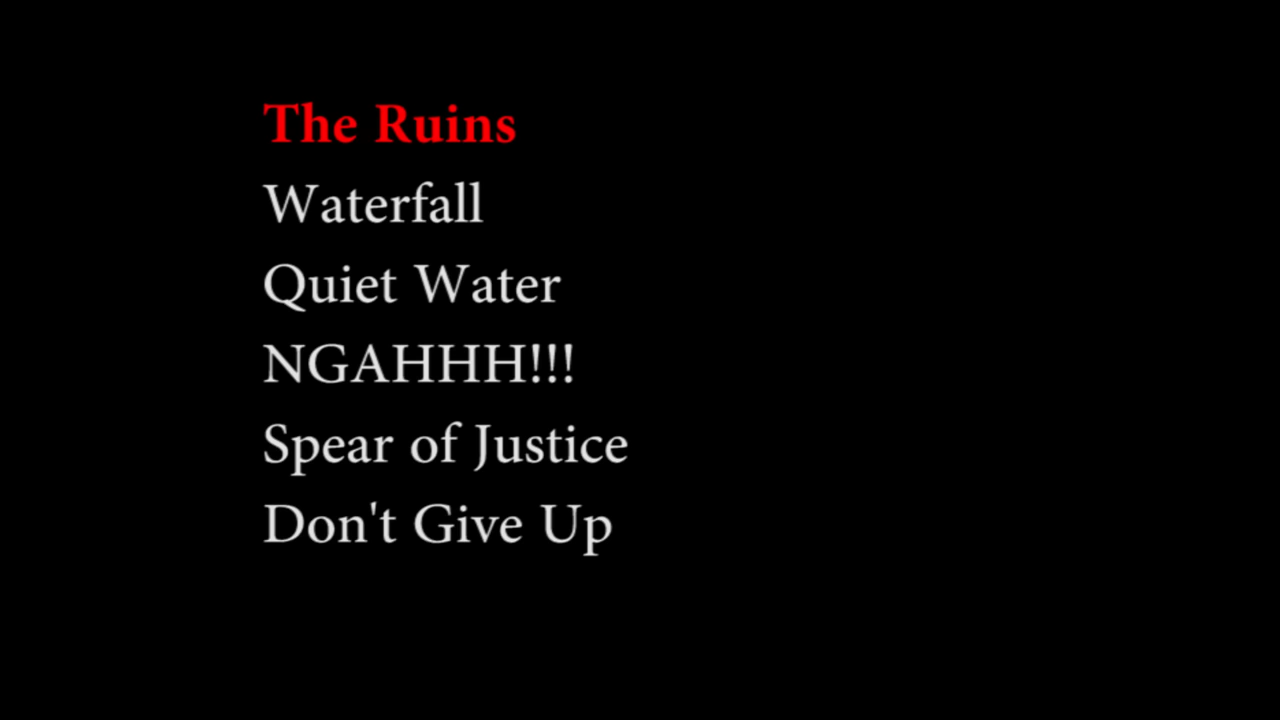 The Ruins
Waterfall
Quiet Water
NGAHHH!!!
Spear of Justice
Don't Give Up